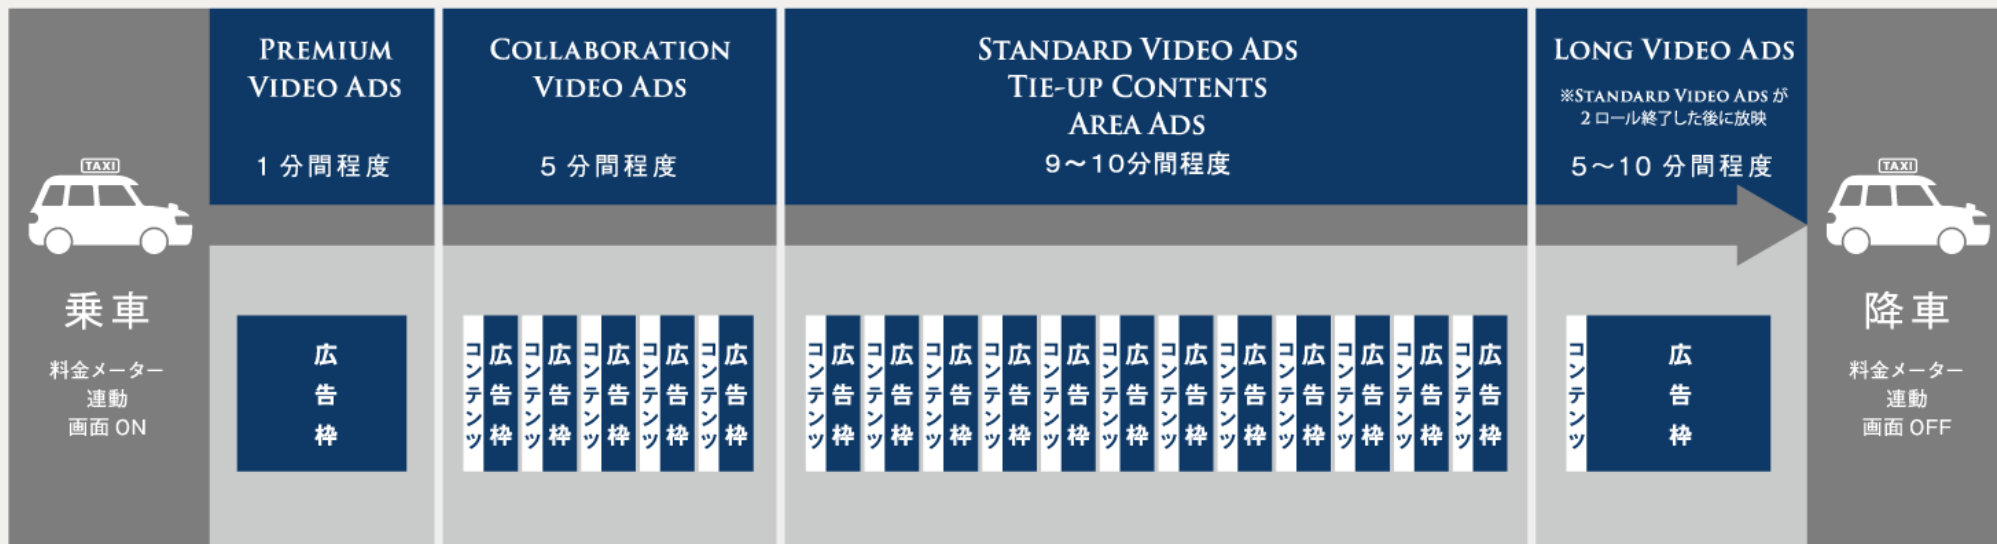 TAXI
乗車
料金メーター
連動
画面 ON
PREMIUM
VIDEO ADS
1 分間程度
COLLABORATION
VIDEO ADS
5 分間程度
STANDARD VIDEO ADS
TIE-UP CONTENTS
AREA ADS
9〜10分間程度
LONG VIDEO ADS
※STANDARD VIDEO ADS が
2 ロール終了した後に放映
5〜10 分間程度
広告枠
コンテンツ
広告枠
コンテンツ
広告枠
コンテンツ
広告枠
コンテンツ
広告枠
コンテンツ
広告枠
コンテンツ
広告枠
コンテンツ
広告枠
コンテンツ
広告枠
コンテンツ
広告枠
コンテンツ
広告枠
コンテンツ
広告枠
コンテンツ
広告枠
コンテンツ
広告枠
コンテンツ
広告枠
コンテンツ
広告枠
コンテンツ
広告枠
コンテンツ
広告枠
コンテンツ
広告枠
TAXI
降車
料金メーター
連動
画面 OFF